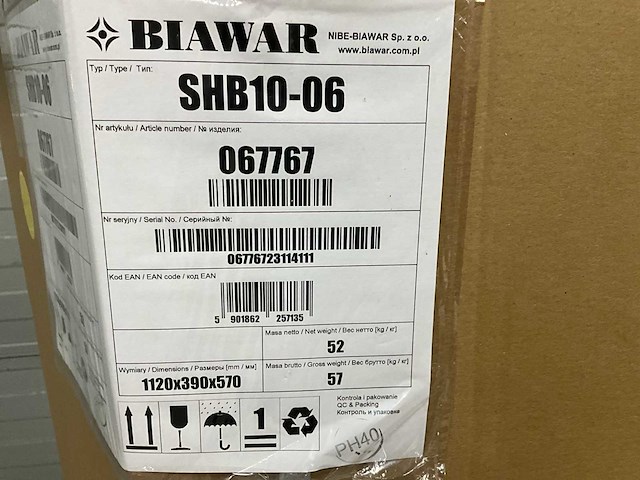 BIAWAR
NIBE-BIAWAR Sp. z o.o.
www.biawar.com.pl
Typ / Type / Тип:
SHB10-06
Nr artykułu / Article number / № изделия:
067767
Nr seryjny / Serial No. / Серийный №:
06776723114111
Kod EAN / EAN code / код EAN
5 901862 257135
Masa netto / Net weight / Вес нетто [kg / кг]
52
Wymiary / Dimensions / Размеры [mm / мм]
1120x390x570
Masa brutto / Gross weight / Вес брутто [kg / кг]
57
1
Kontrola i pakowanie
QC & Packing
Контроль и упаковка
PH40
SHB10-06
067767